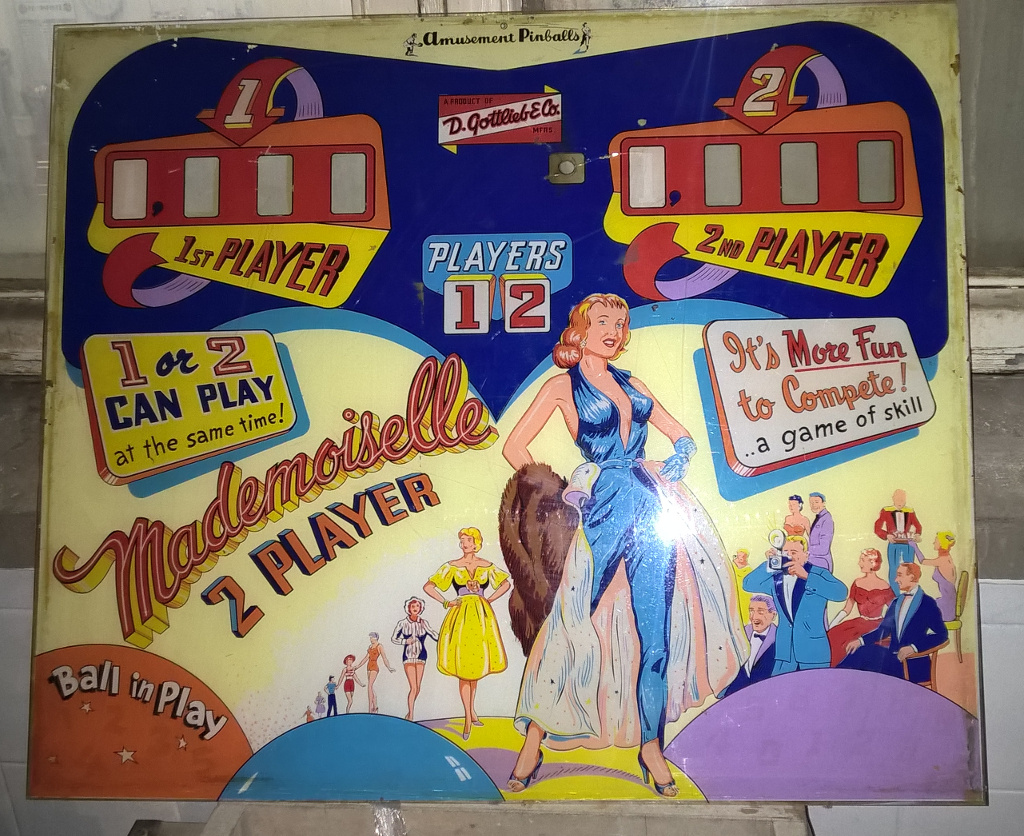 Amusement Pinballs
1
2
A PRODUCT OF
D. Gottlieb & Co.
MFRS.
1ST PLAYER
2ND PLAYER
PLAYERS
1 2
1 or 2
CAN PLAY
at the same time!
It's More Fun
to Compete!
..a game of skill
Mademoiselle
2 PLAYER
Ball in Play